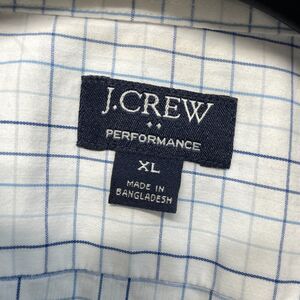 J.CREW
PERFORMANCE
XL
MADE IN
BANGLADESH